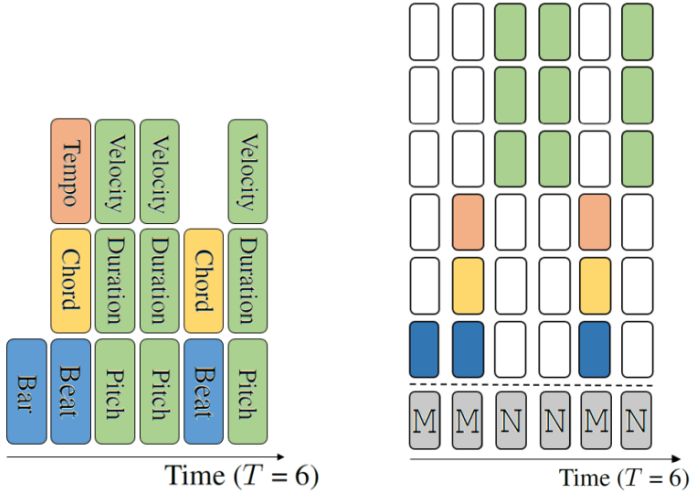 Tempo Velocity Velocity Velocity
Chord Duration Duration Chord Duration
Bar Beat Pitch Pitch Beat Pitch
Time (T = 6)
M M N N M N
Time (T = 6)